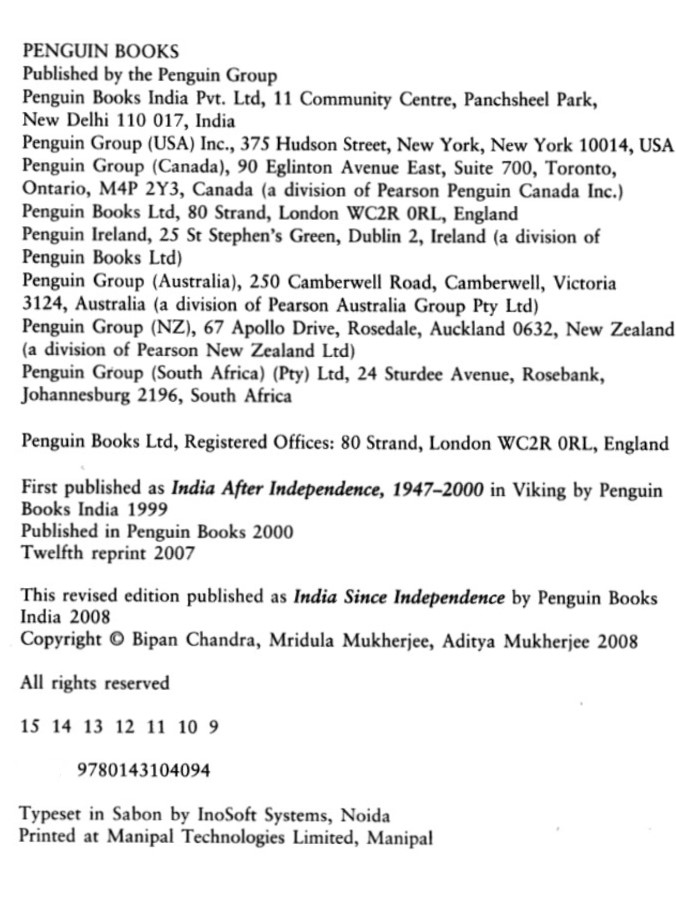 PENGUIN BOOKS
Published by the Penguin Group
Penguin Books India Pvt. Ltd, 11 Community Centre, Panchsheel Park,
New Delhi 110 017, India
Penguin Group (USA) Inc., 375 Hudson Street, New York, New York 10014, USA
Penguin Group (Canada), 90 Eglinton Avenue East, Suite 700, Toronto,
Ontario, M4P 2Y3, Canada (a division of Pearson Penguin Canada Inc.)
Penguin Books Ltd, 80 Strand, London WC2R 0RL, England
Penguin Ireland, 25 St Stephen's Green, Dublin 2, Ireland (a division of
Penguin Books Ltd)
Penguin Group (Australia), 250 Camberwell Road, Camberwell, Victoria
3124, Australia (a division of Pearson Australia Group Pty Ltd)
Penguin Group (NZ), 67 Apollo Drive, Rosedale, Auckland 0632, New Zealand
(a division of Pearson New Zealand Ltd)
Penguin Group (South Africa) (Pty) Ltd, 24 Sturdee Avenue, Rosebank,
Johannesburg 2196, South Africa
Penguin Books Ltd, Registered Offices: 80 Strand, London WC2R 0RL, England
First published as India After Independence, 1947–2000 in Viking by Penguin
Books India 1999
Published in Penguin Books 2000
Twelfth reprint 2007
This revised edition published as India Since Independence by Penguin Books
India 2008
Copyright © Bipan Chandra, Mridula Mukherjee, Aditya Mukherjee 2008
All rights reserved
15 14 13 12 11 10 9
9780143104094
Typeset in Sabon by InoSoft Systems, Noida
Printed at Manipal Technologies Limited, Manipal